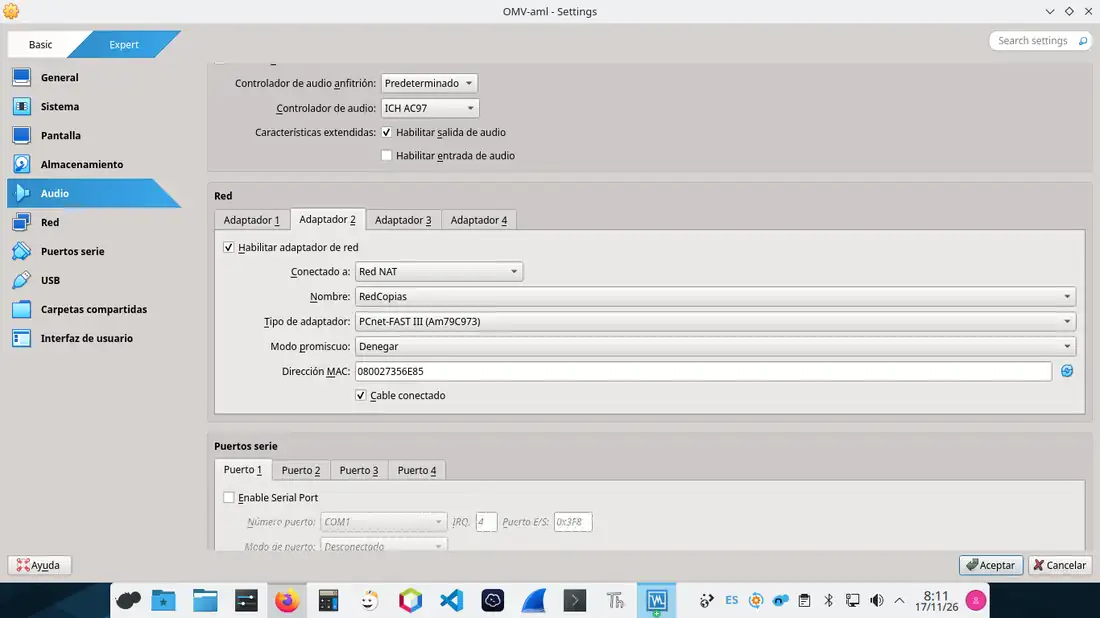 OMV-aml - Settings
Basic
Expert
Search settings
General
Sistema
Pantalla
Almacenamiento
Audio
Red
Puertos serie
USB
Carpetas compartidas
Interfaz de usuario
Controlador de audio anfitrión: Predeterminado
Controlador de audio: ICH AC97
Características extendidas: Habilitar salida de audio
Habilitar entrada de audio
Red
Adaptador 1 Adaptador 2 Adaptador 3 Adaptador 4
Habilitar adaptador de red
Conectado a: Red NAT
Nombre: RedCopias
Tipo de adaptador: PCnet-FAST III (Am79C973)
Modo promiscuo: Denegar
Dirección MAC: 080027356E85
Cable conectado
Puertos serie
Puerto 1 Puerto 2 Puerto 3 Puerto 4
Enable Serial Port
Número puerto: COM1 IRQ: 4 Puerto E/S: 0x3F8
Modo de puerto: Desconectado
Ayuda
Aceptar
Cancelar
Th
ES
8:11
17/11/26